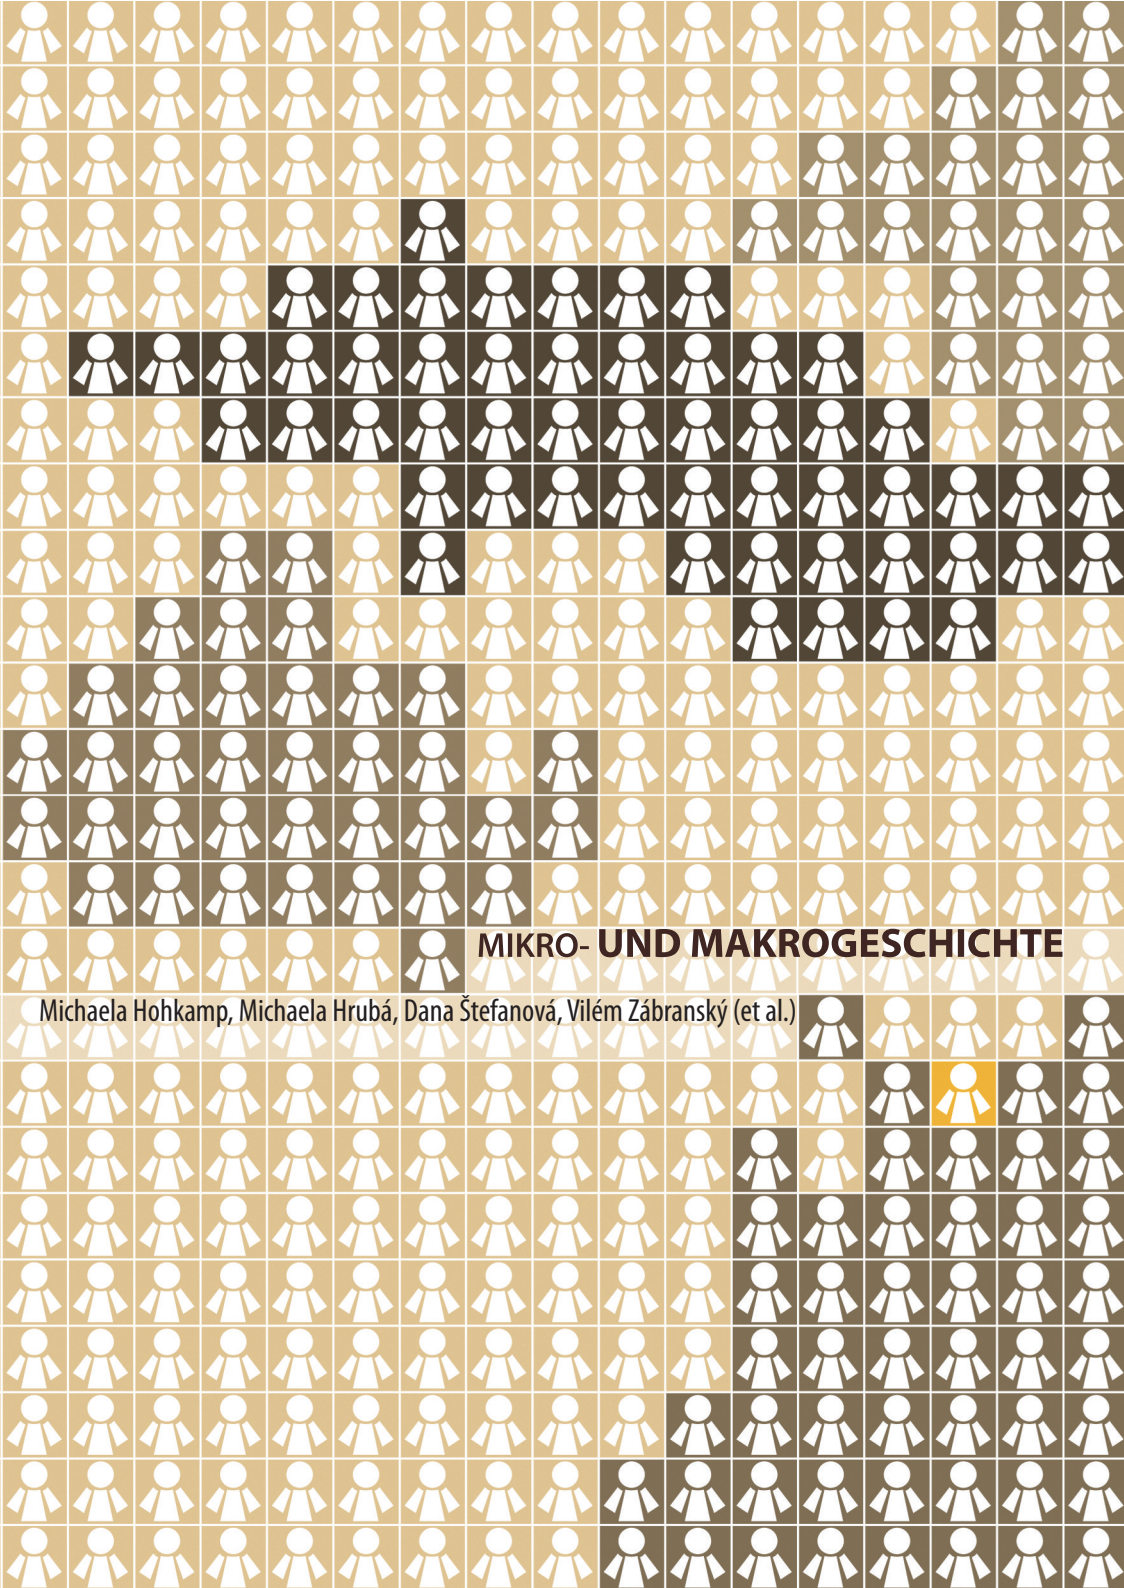 MIKRO- UND MAKROGESCHICHTE
Michaela Hohkamp, Michaela Hrubá, Dana Štefanová, Vilém Zábranský (et al.)